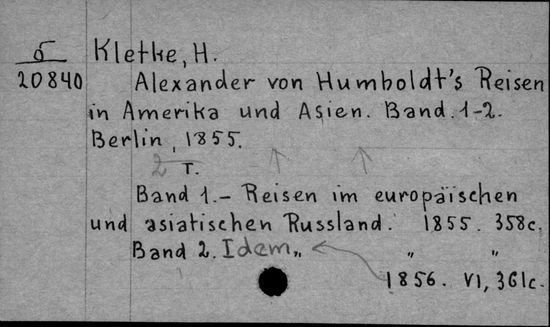 5 Kletke, H.
20840 Alexander von Humboldt's Reisen
in Amerika und Asien. Band. 1-2.
Berlin, 1855.
2 T.
Band 1.- Reisen im europäischen
und asiatischen Russland. 1855. 358c.
Band 2. Idem „ „ „
1856. VI, 361c.